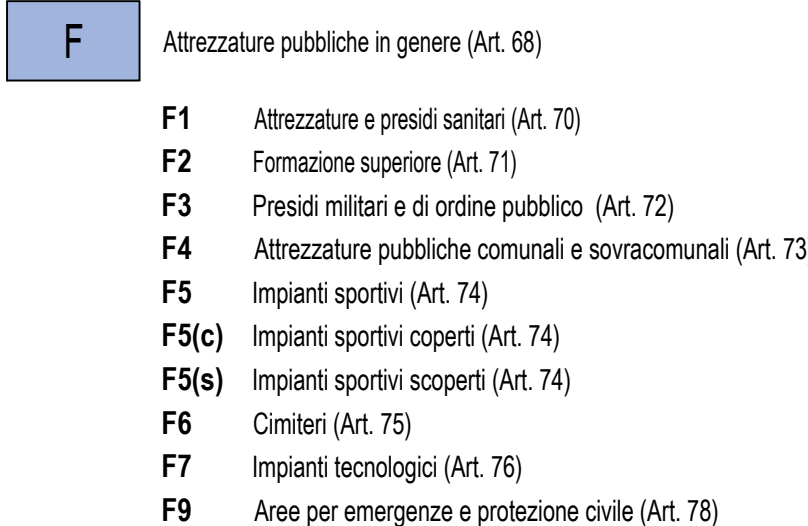 F Attrezzature pubbliche in genere (Art. 68)
F1 Attrezzature e presidi sanitari (Art. 70)
F2 Formazione superiore (Art. 71)
F3 Presidi militari e di ordine pubblico (Art. 72)
F4 Attrezzature pubbliche comunali e sovracomunali (Art. 73
F5 Impianti sportivi (Art. 74)
F5(c) Impianti sportivi coperti (Art. 74)
F5(s) Impianti sportivi scoperti (Art. 74)
F6 Cimiteri (Art. 75)
F7 Impianti tecnologici (Art. 76)
F9 Aree per emergenze e protezione civile (Art. 78)